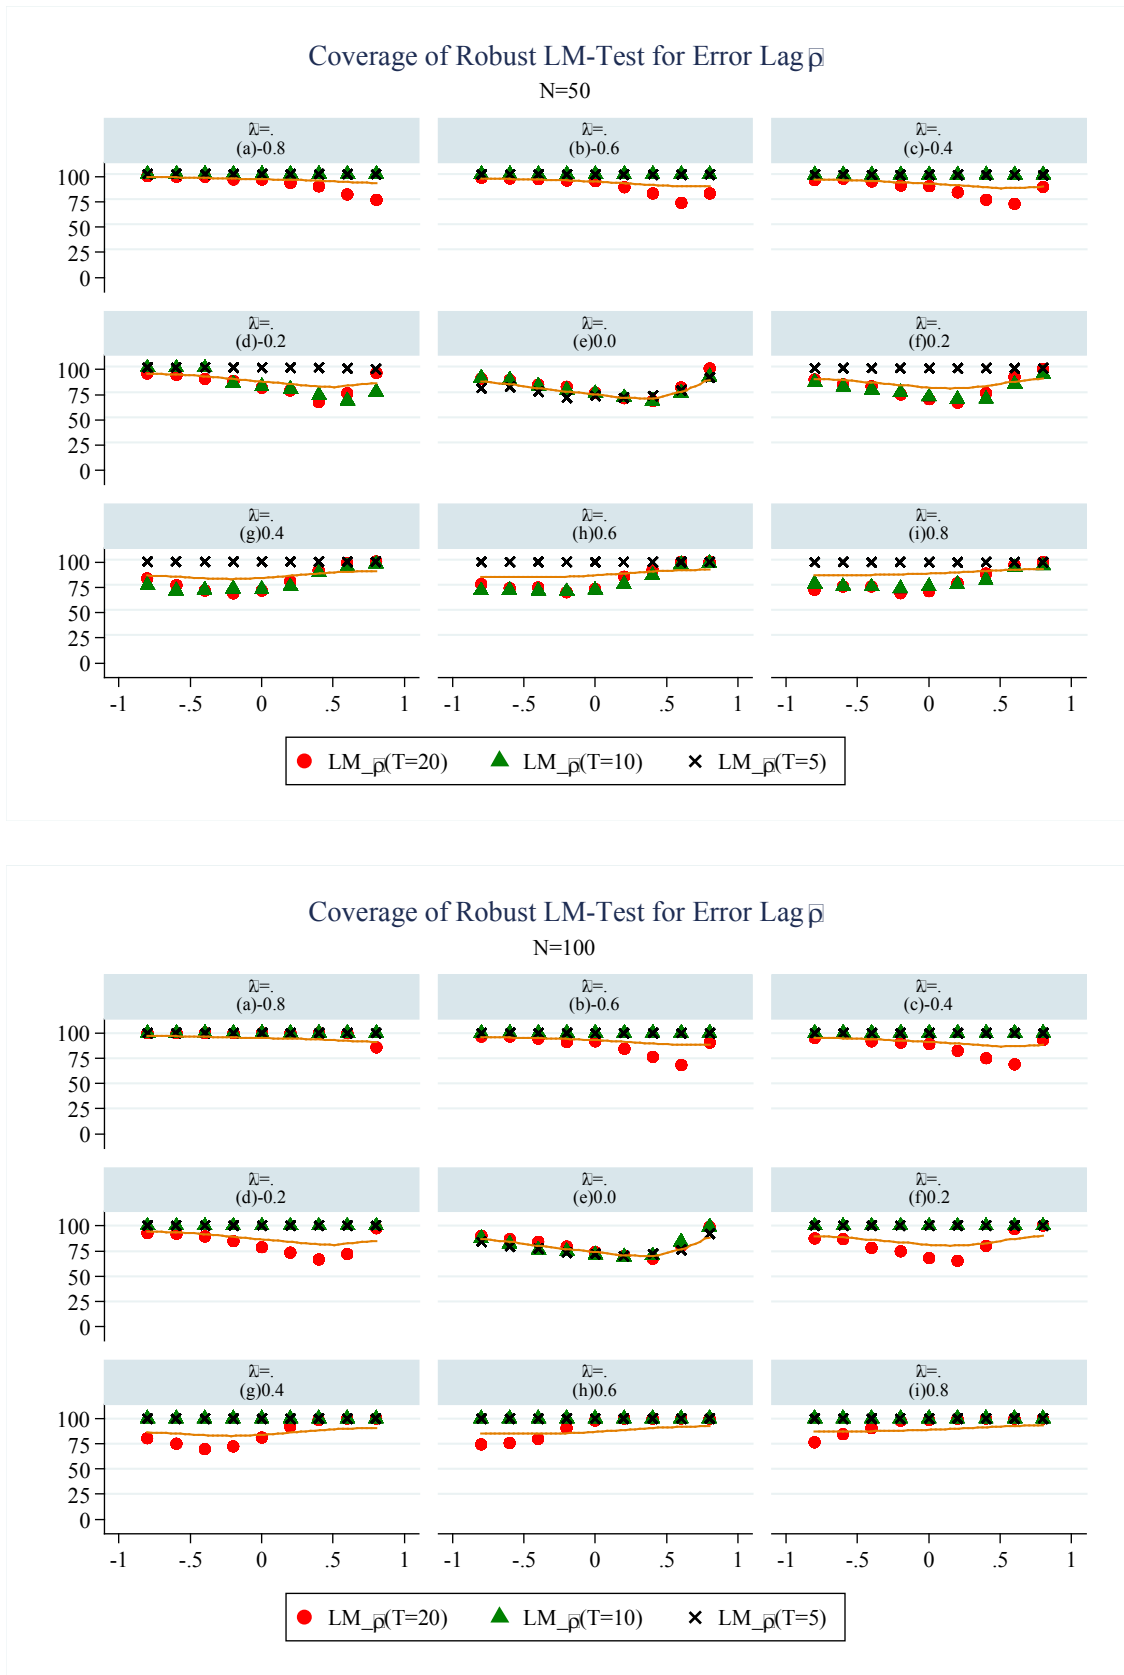 Coverage of Robust LM-Test for Error Lag ρ
N=50
λ=.
(a)-0.8
λ=.
(b)-0.6
λ=.
(c)-0.4
100
75
50
25
0
λ=.
(d)-0.2
λ=.
(e)0.0
λ=.
(f)0.2
100
75
50
25
0
λ=.
(g)0.4
λ=.
(h)0.6
λ=.
(i)0.8
100
75
50
25
0
-1 -.5 0 .5 1 -1 -.5 0 .5 1 -1 -.5 0 .5 1
LM_ρ(T=20) LM_ρ(T=10) LM_ρ(T=5)
Coverage of Robust LM-Test for Error Lag ρ
N=100
λ=.
(a)-0.8
λ=.
(b)-0.6
λ=.
(c)-0.4
100
75
50
25
0
λ=.
(d)-0.2
λ=.
(e)0.0
λ=.
(f)0.2
100
75
50
25
0
λ=.
(g)0.4
λ=.
(h)0.6
λ=.
(i)0.8
100
75
50
25
0
-1 -.5 0 .5 1 -1 -.5 0 .5 1 -1 -.5 0 .5 1
LM_ρ(T=20) LM_ρ(T=10) LM_ρ(T=5)